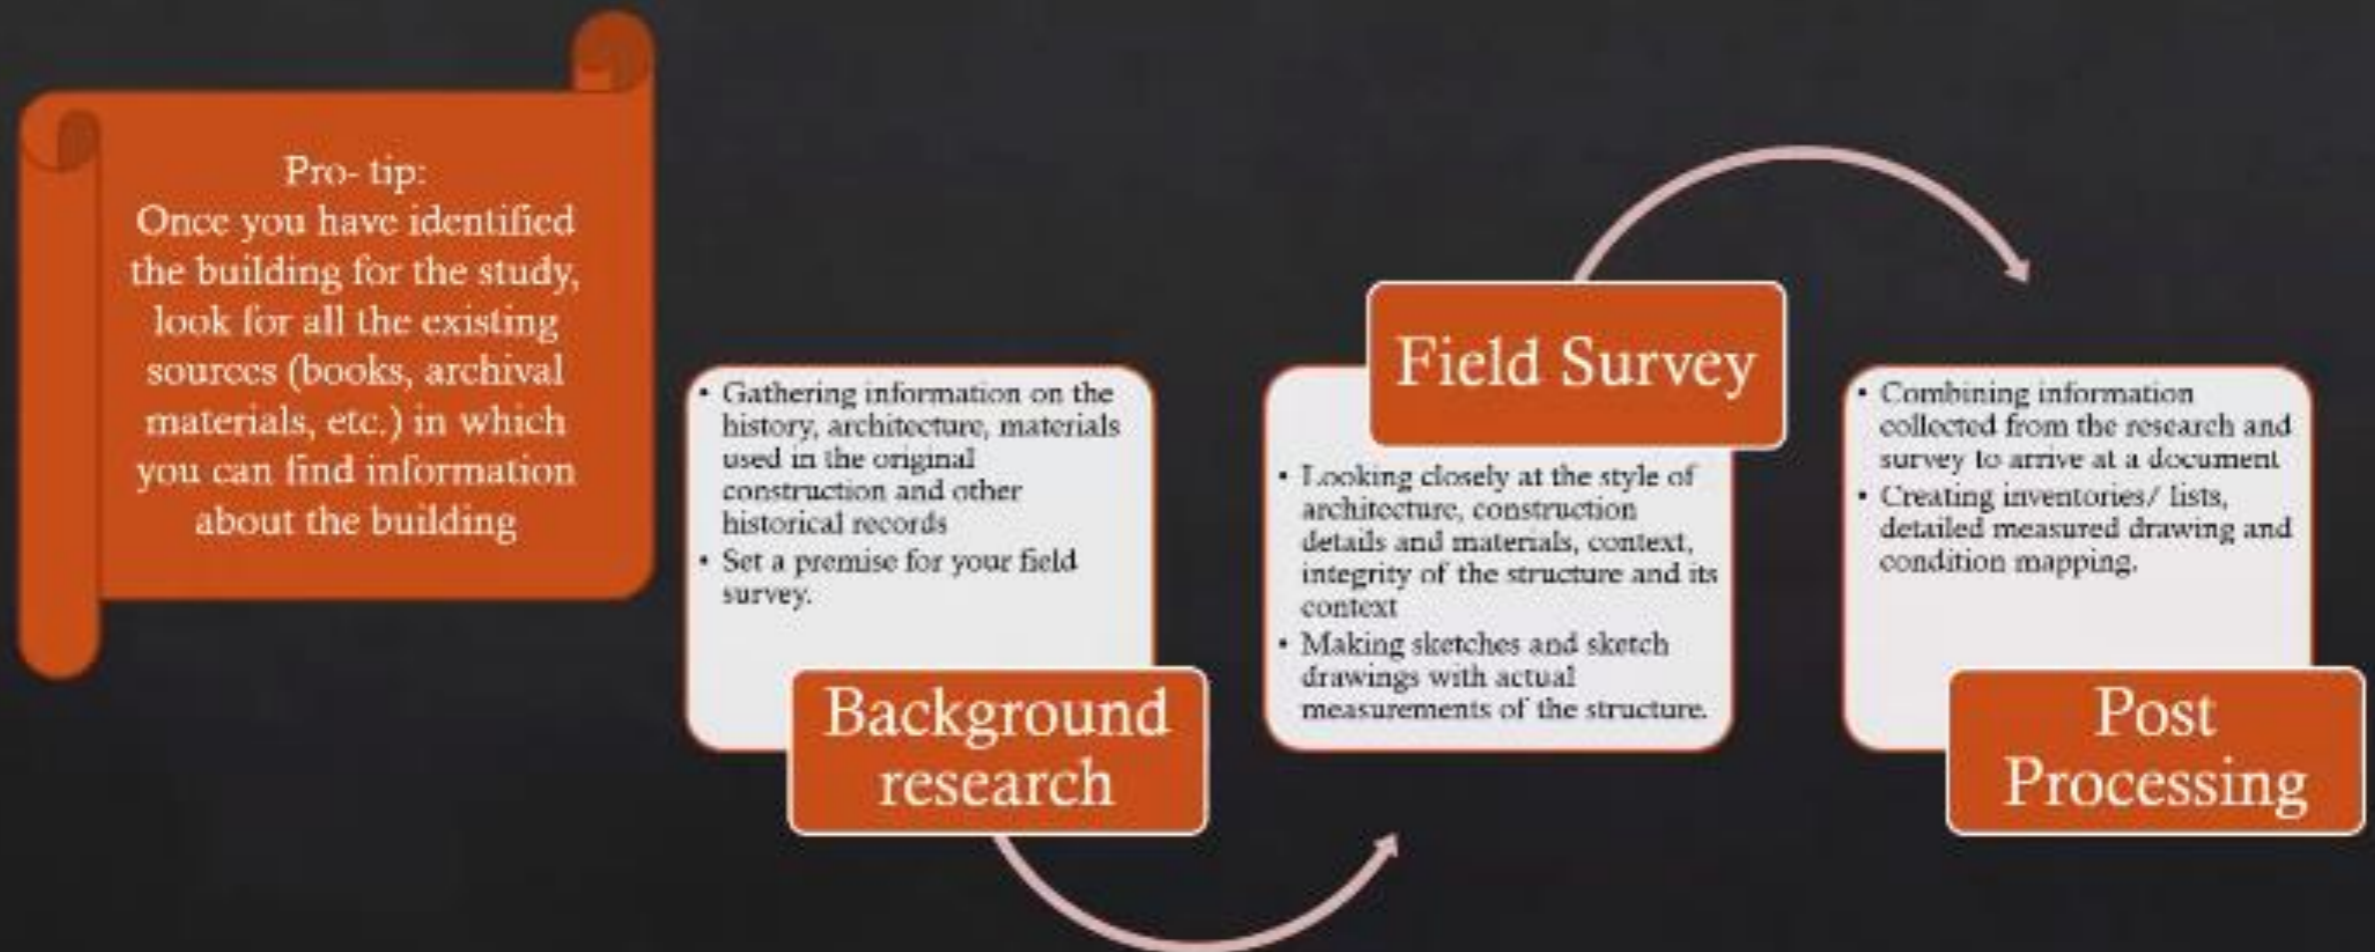 Pro- tip:
Once you have identified
the building for the study,
look for all the existing
sources (books, archival
materials, etc.) in which
you can find information
about the building
• Gathering information on the
history, architecture, materials
used in the original
construction and other
historical records
• Set a premise for your field
survey.
Background
research
Field Survey
• Looking closely at the style of
architecture, construction
details and materials, context,
integrity of the structure and its
context
• Making sketches and sketch
drawings with actual
measurements of the structure.
• Combining information
collected from the research and
survey to arrive at a document
• Creating inventories/ lists,
detailed measured drawing and
condition mapping.
Post
Processing